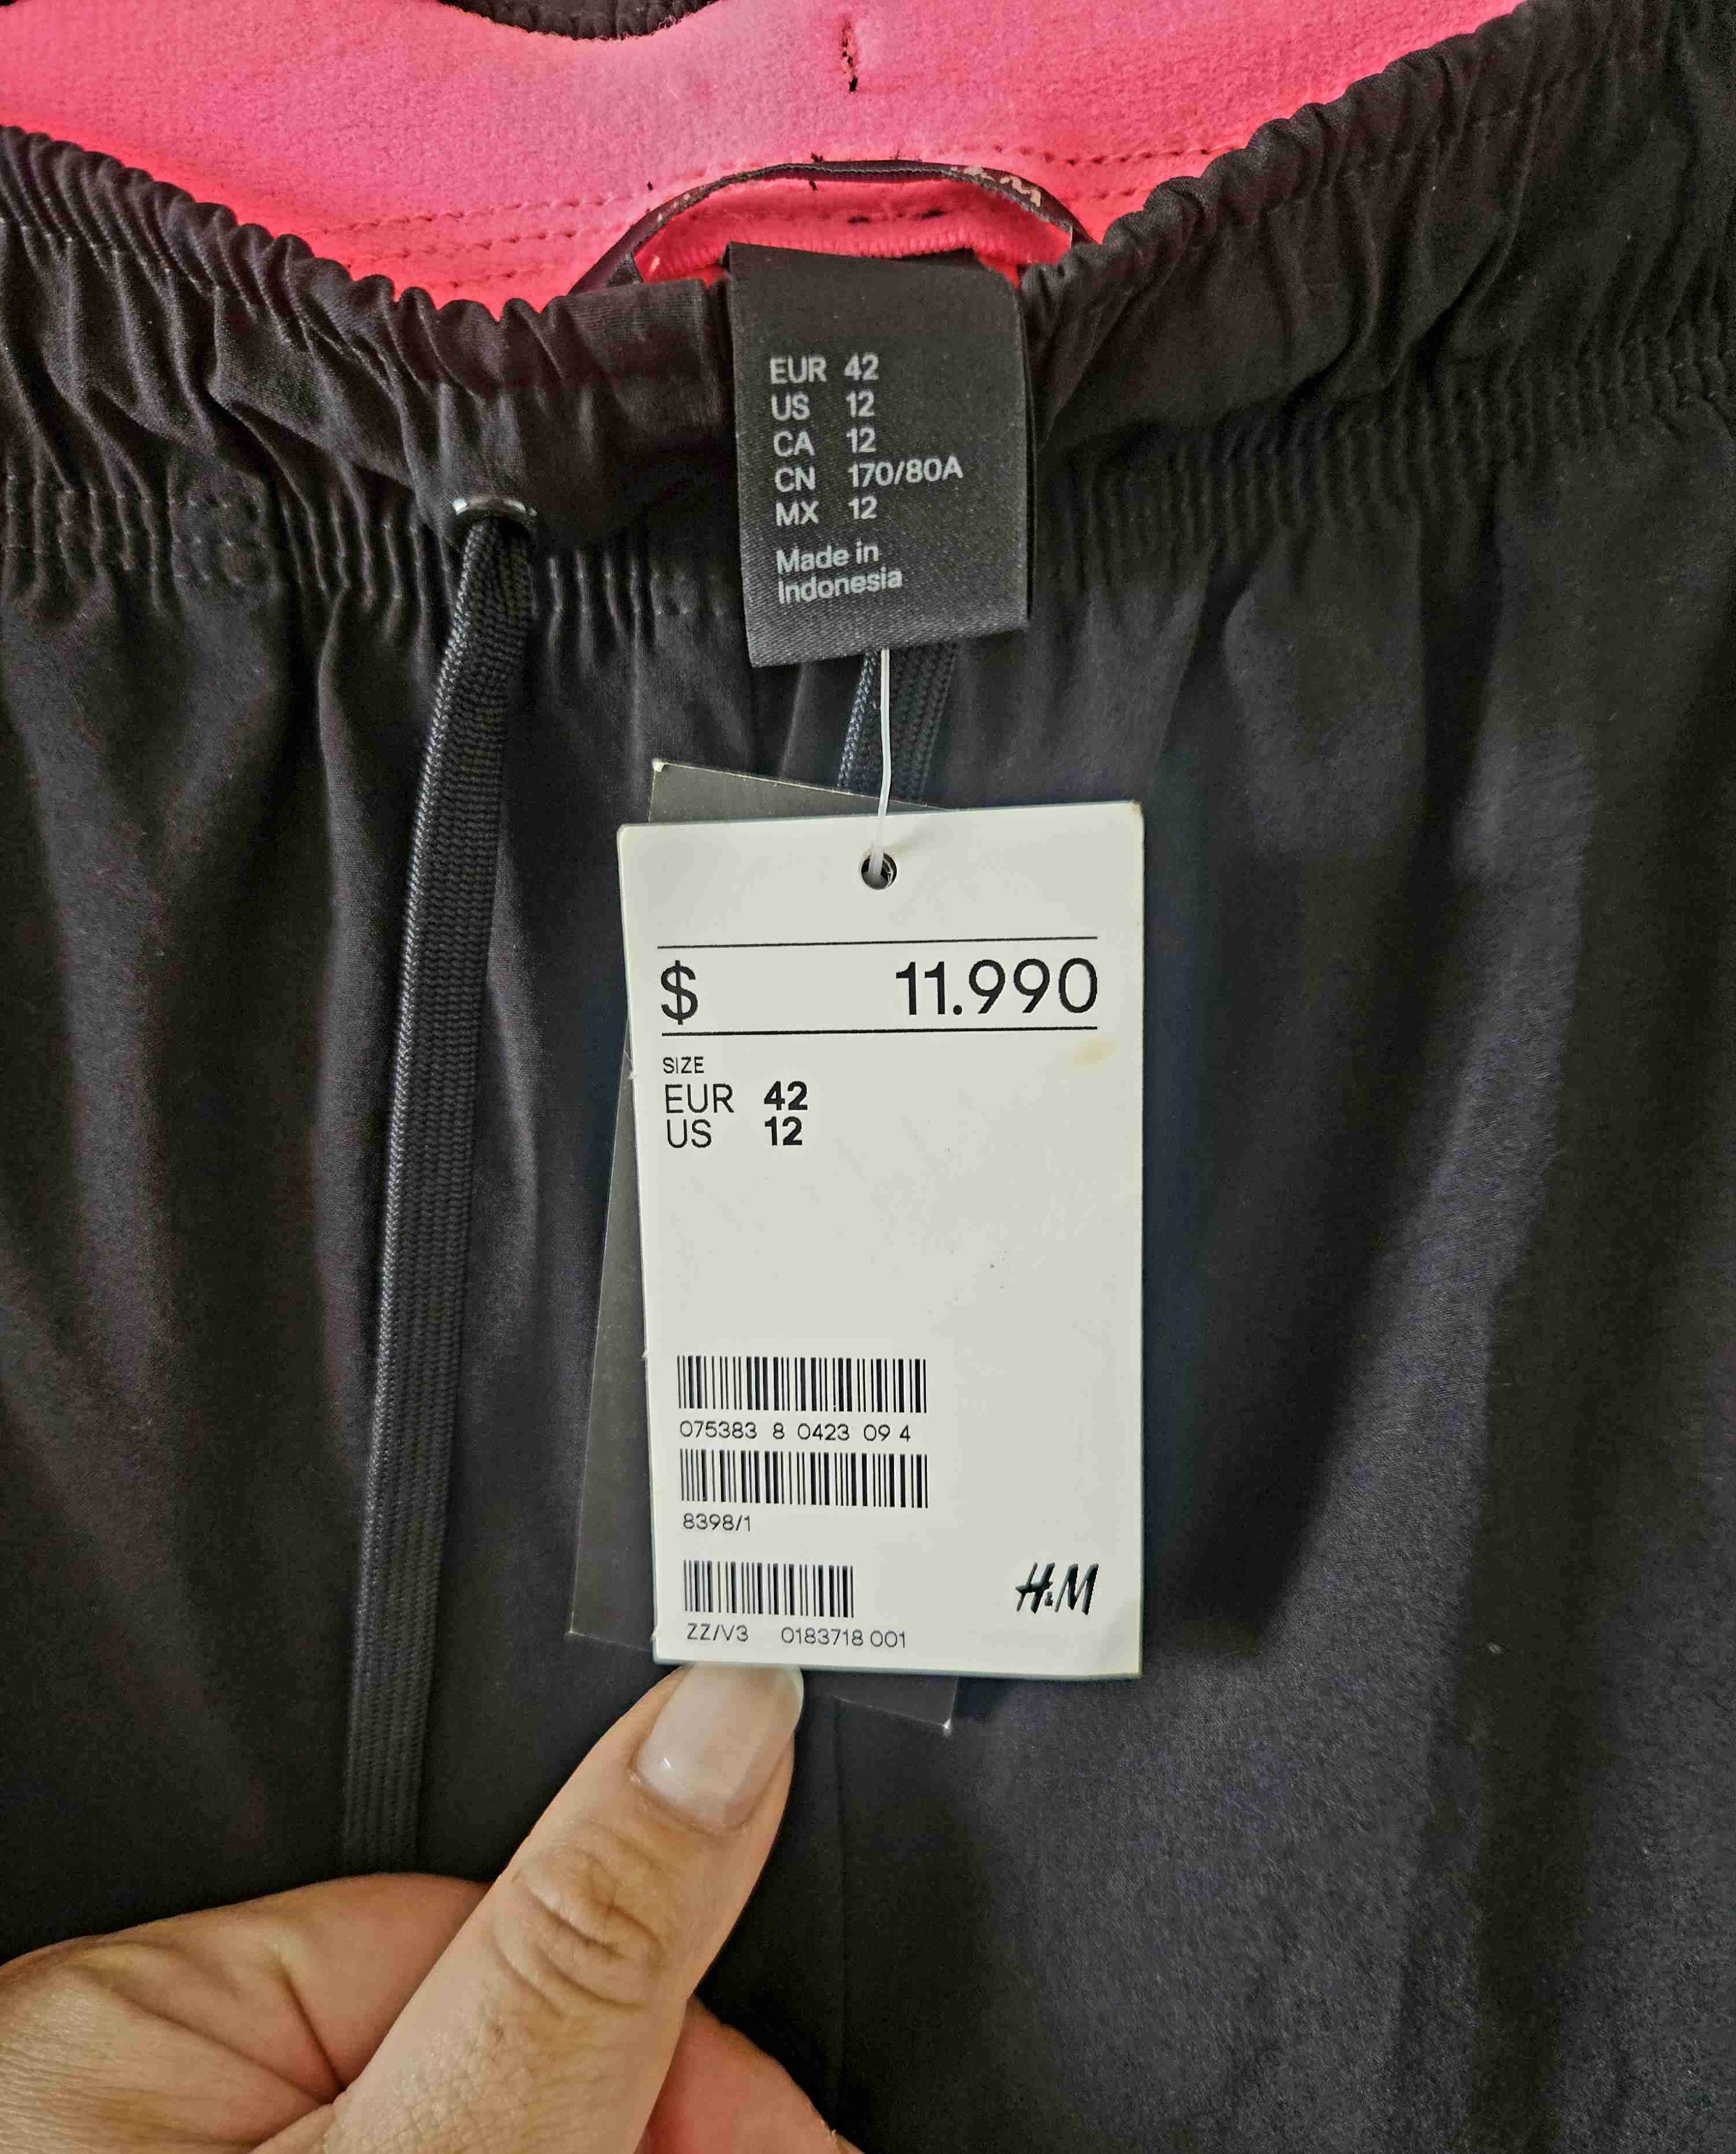 EUR 42
US 12
CA 12
CN 170/80A
MX 12
Made in
Indonesia
$ 11.990
SIZE
EUR 42
US 12
075383 8 0423 09 4
8398/1
H&M
ZZ/V3 0183718 001